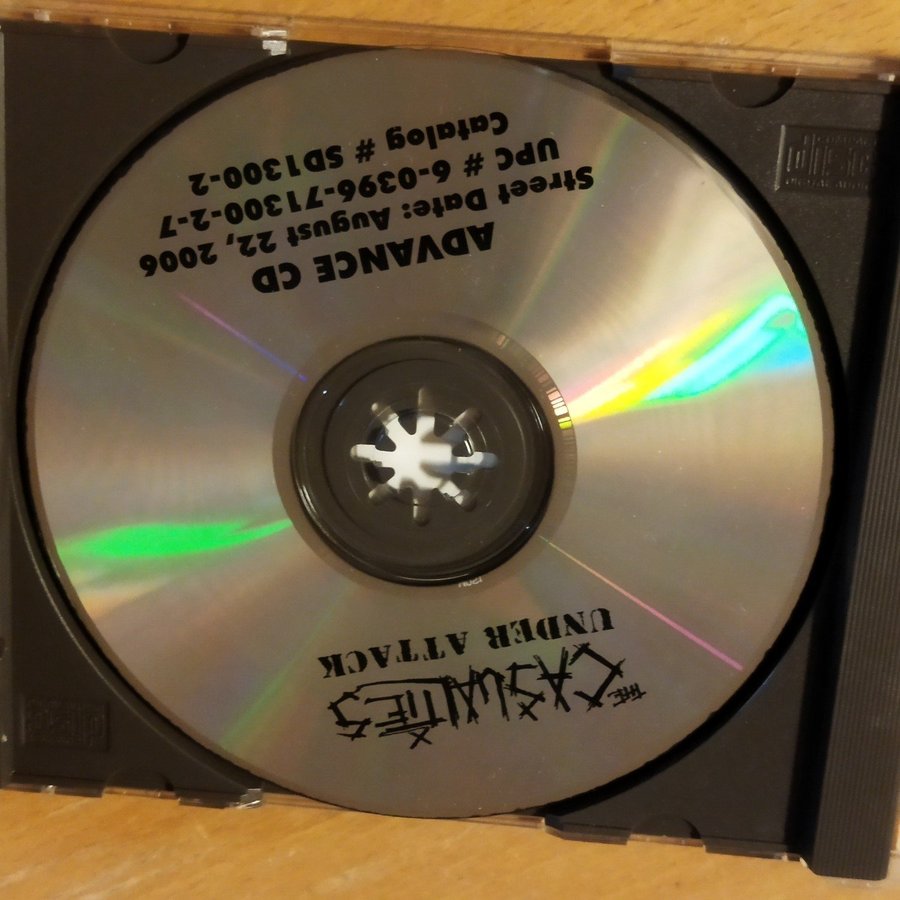 THE CASUALTIES
UNDER ATTACK
ADVANCE CD
Street Date: August 22, 2006
UPC # 6-0396-71300-2-7
Catalog # SD1300-2